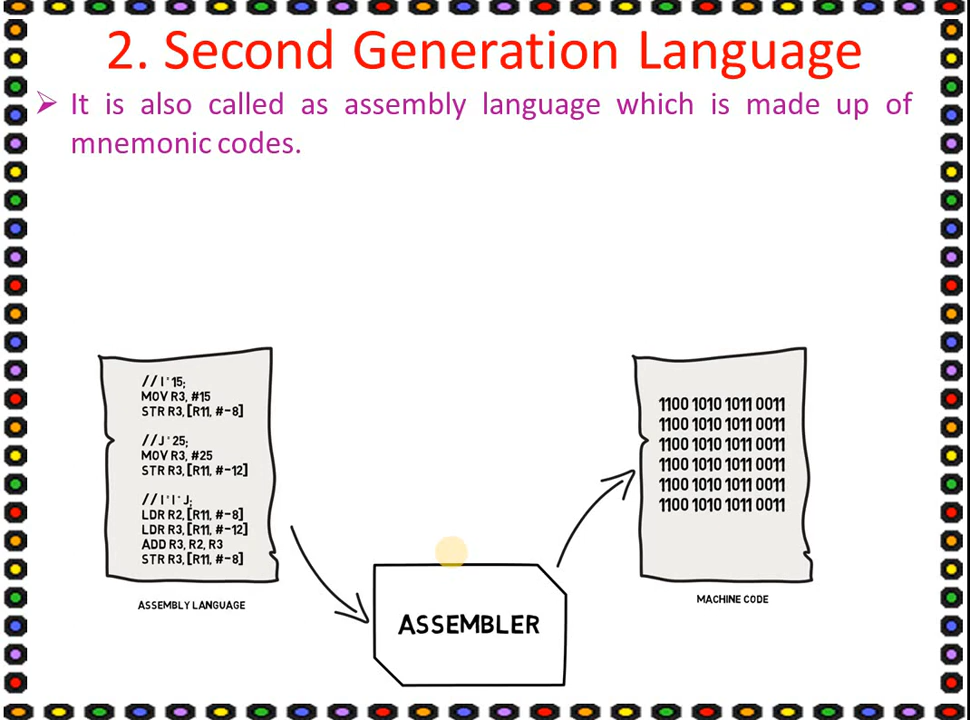 2. Second Generation Language
It is also called as assembly language which is made up of
mnemonic codes.
// I * 15;
MOV R3, #15
STR R3, [R11, #-8]
// J * 25;
MOV R3, #25
STR R3, [R11, #-12]
// I * I * J;
LDR R2, [R11, #-8]
LDR R3, [R11, #-12]
ADD R3, R2, R3
STR R3, [R11, #-8]
ASSEMBLY LANGUAGE
ASSEMBLER
1100 1010 1011 0011
1100 1010 1011 0011
1100 1010 1011 0011
1100 1010 1011 0011
1100 1010 1011 0011
1100 1010 1011 0011
MACHINE CODE